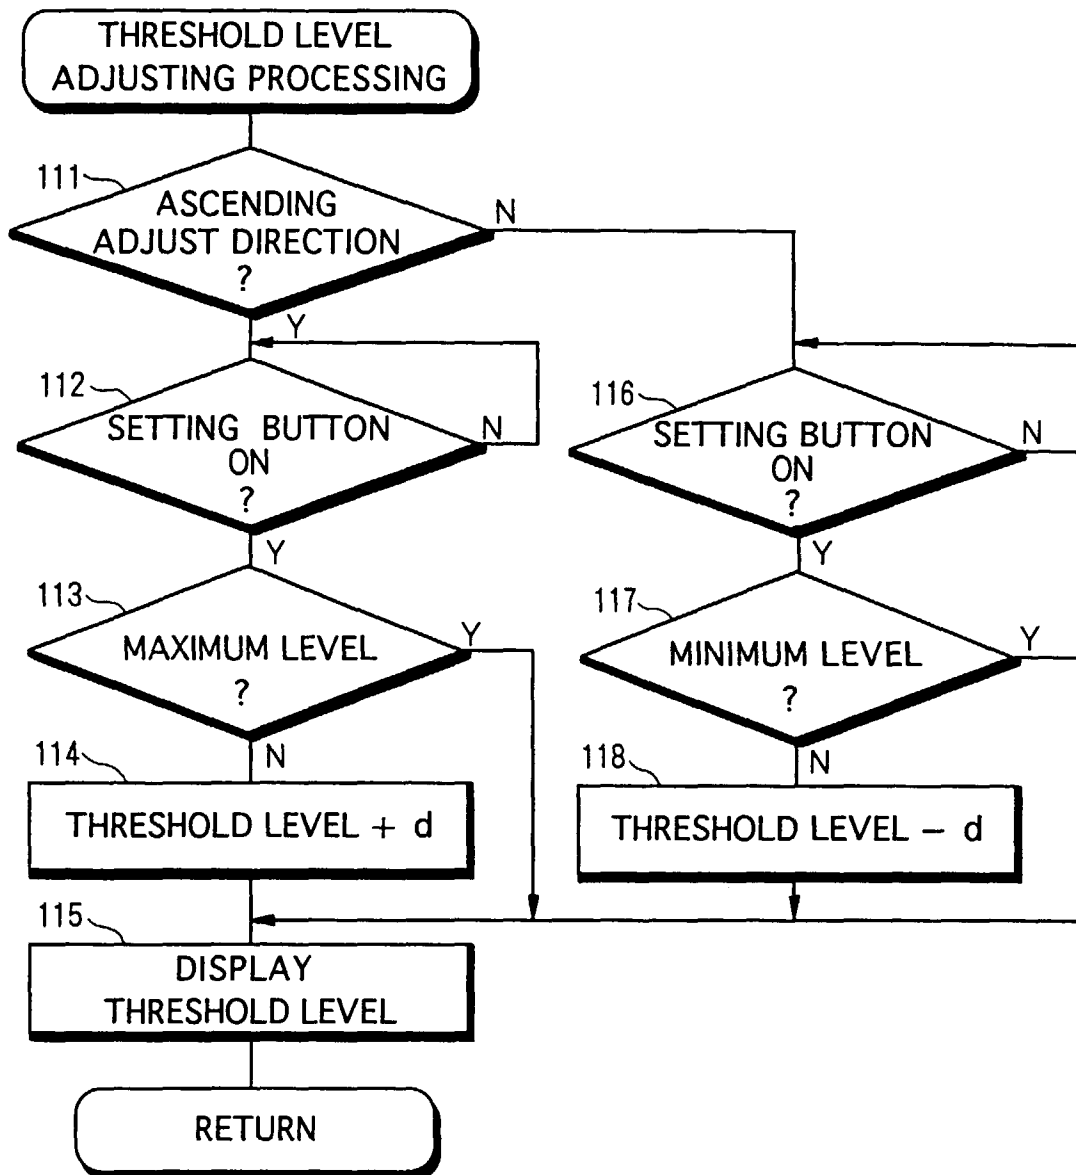 THRESHOLD LEVEL
ADJUSTING PROCESSING
111
ASCENDING
ADJUST DIRECTION
?
N
Y
112
SETTING BUTTON
ON
?
N
Y
113
MAXIMUM LEVEL
?
Y
N
114
THRESHOLD LEVEL + d
115
DISPLAY
THRESHOLD LEVEL
RETURN
116
SETTING BUTTON
ON
?
N
Y
117
MINIMUM LEVEL
?
Y
N
118
THRESHOLD LEVEL − d